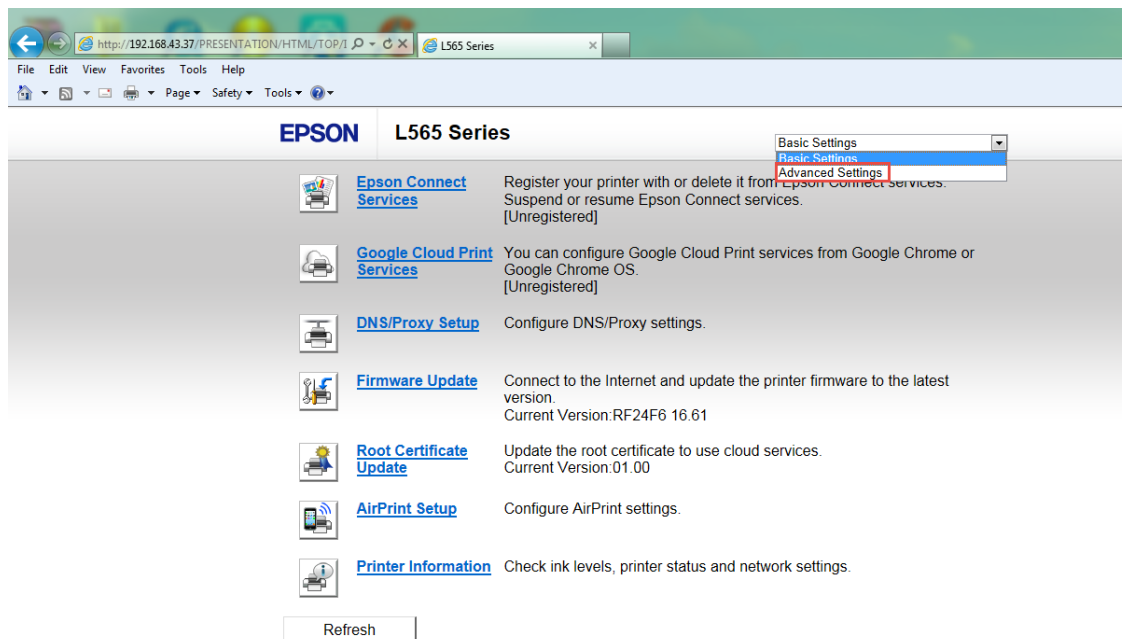 http://192.168.43.37/PRESENTATION/HTML/TOP/I
L565 Series
File Edit View Favorites Tools Help
Page Safety Tools
EPSON L565 Series
Basic Settings
Basic Settings
Advanced Settings
Epson Connect Services
Register your printer with or delete it from Epson Connect services.
Suspend or resume Epson Connect services.
[Unregistered]
Google Cloud Print Services
You can configure Google Cloud Print services from Google Chrome or
Google Chrome OS.
[Unregistered]
DNS/Proxy Setup
Configure DNS/Proxy settings.
Firmware Update
Connect to the Internet and update the printer firmware to the latest
version.
Current Version:RF24F6 16.61
Root Certificate
Update
Update the root certificate to use cloud services.
Current Version:01.00
AirPrint Setup
Configure AirPrint settings.
Printer Information
Check ink levels, printer status and network settings.
Refresh